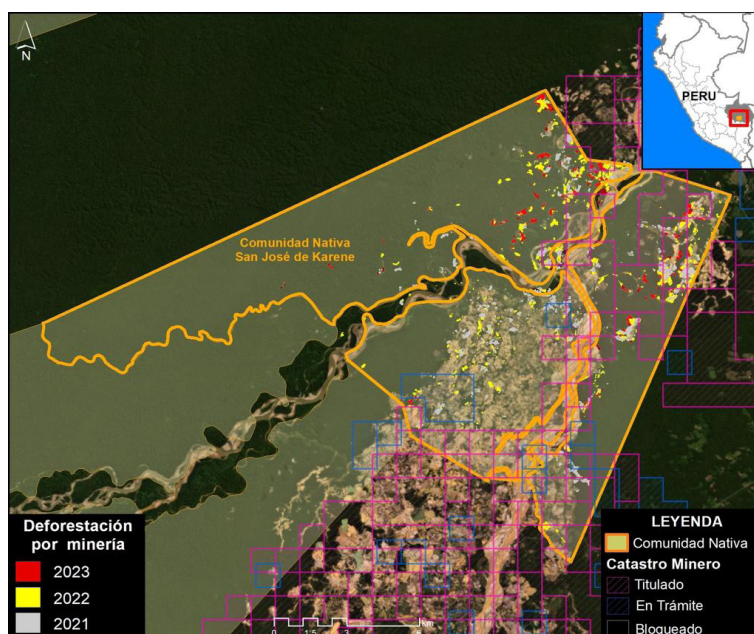 N
PERU
Comunidad Nativa
San José de Karene
Deforestación
por minería
2023
2022
2021
LEYENDA
Comunidad Nativa
Catastro Minero
Titulado
En Trámite
Bloqueado
0 1.5 3 6
km